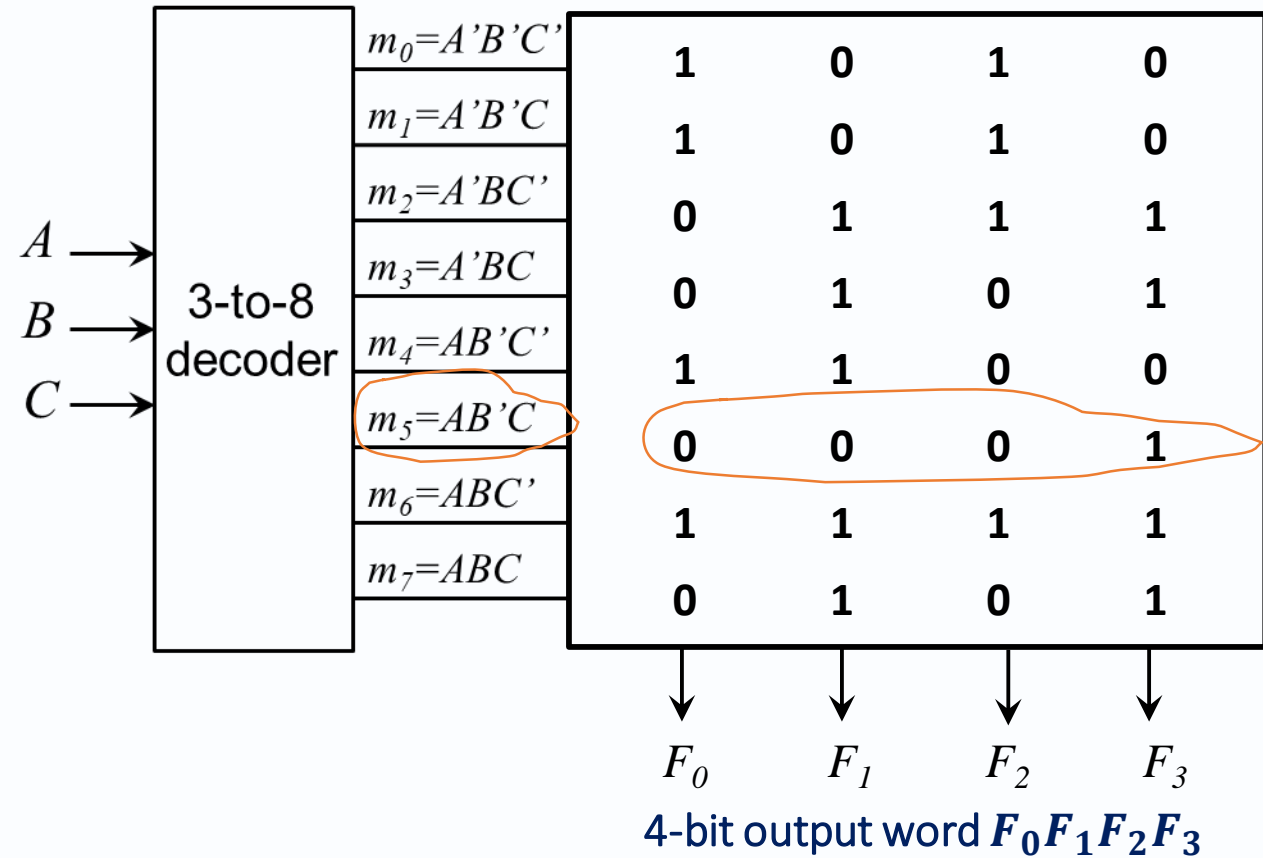 m₀=A’B’C’ 1 0 1 0
m₁=A’B’C 1 0 1 0
m₂=A’BC’ 0 1 1 1
A
m₃=A’BC 0 1 0 1
3-to-8
B
m₄=AB’C’ 1 1 0 0
decoder
C
m₅=AB’C 0 0 0 1
m₆=ABC’ 1 1 1 1
m₇=ABC 0 1 0 1
F₀ F₁ F₂ F₃
4-bit output word F₀F₁F₂F₃